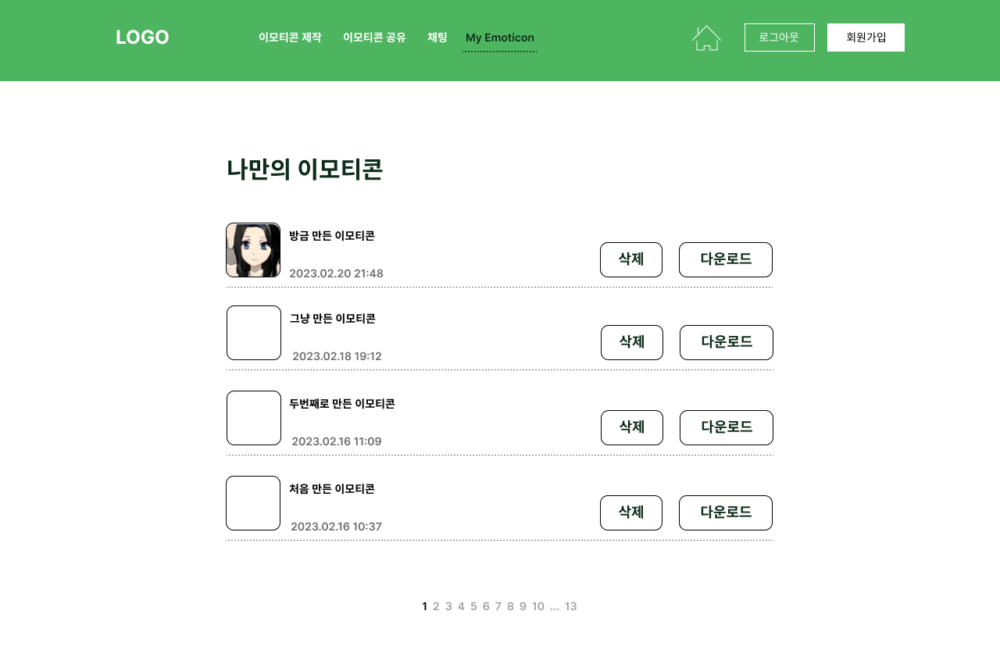 LOGO 이모티콘 제작 이모티콘 공유 채팅 My Emoticon 로그아웃 회원가입
나만의 이모티콘
방금 만든 이모티콘
삭제 다운로드
2023.02.20 21:48
그냥 만든 이모티콘
삭제 다운로드
2023.02.18 19:12
두번째로 만든 이모티콘
삭제 다운로드
2023.02.16 11:09
처음 만든 이모티콘
삭제 다운로드
2023.02.16 10:37
1 2 3 4 5 6 7 8 9 10 ... 13